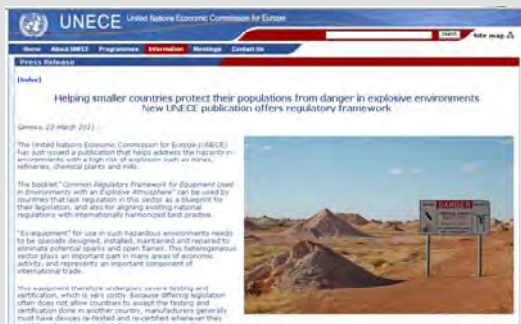 UNECE United Nations Economic Commission for Europe
Search Site map
Home About UNECE Programmes Information Meetings Contact Us
Press Release
[Index]
Helping smaller countries protect their populations from danger in explosive environments
New UNECE publication offers regulatory framework
Geneva, 23 March 2011 -
The United Nations Economic Commission for Europe (UNECE)
has just issued a publication that helps address the hazards in
environments with a high risk of explosion such as mines,
refineries, chemical plants and mills.
The booklet "Common Regulatory Framework for Equipment Used
in Environments with an Explosive Atmosphere" can be used by
countries that lack regulation in this sector as a blueprint for
their legislation, and also for aligning existing national
regulations with internationally harmonized best practice.
"Ex-equipment" for use in such hazardous environments needs
to be specially designed, installed, maintained and repaired to
eliminate potential sparks and open flames. This heterogeneous
sector plays an important part in many areas of economic
activity, and represents an important component of
international trade.
This equipment therefore undergoes severe testing and
certification, which is very costly. Because differing legislation
often does not allow countries to accept the testing and
certification done in another country, manufacturers generally
must have devices re-tested and re-certified whenever they
DANGER